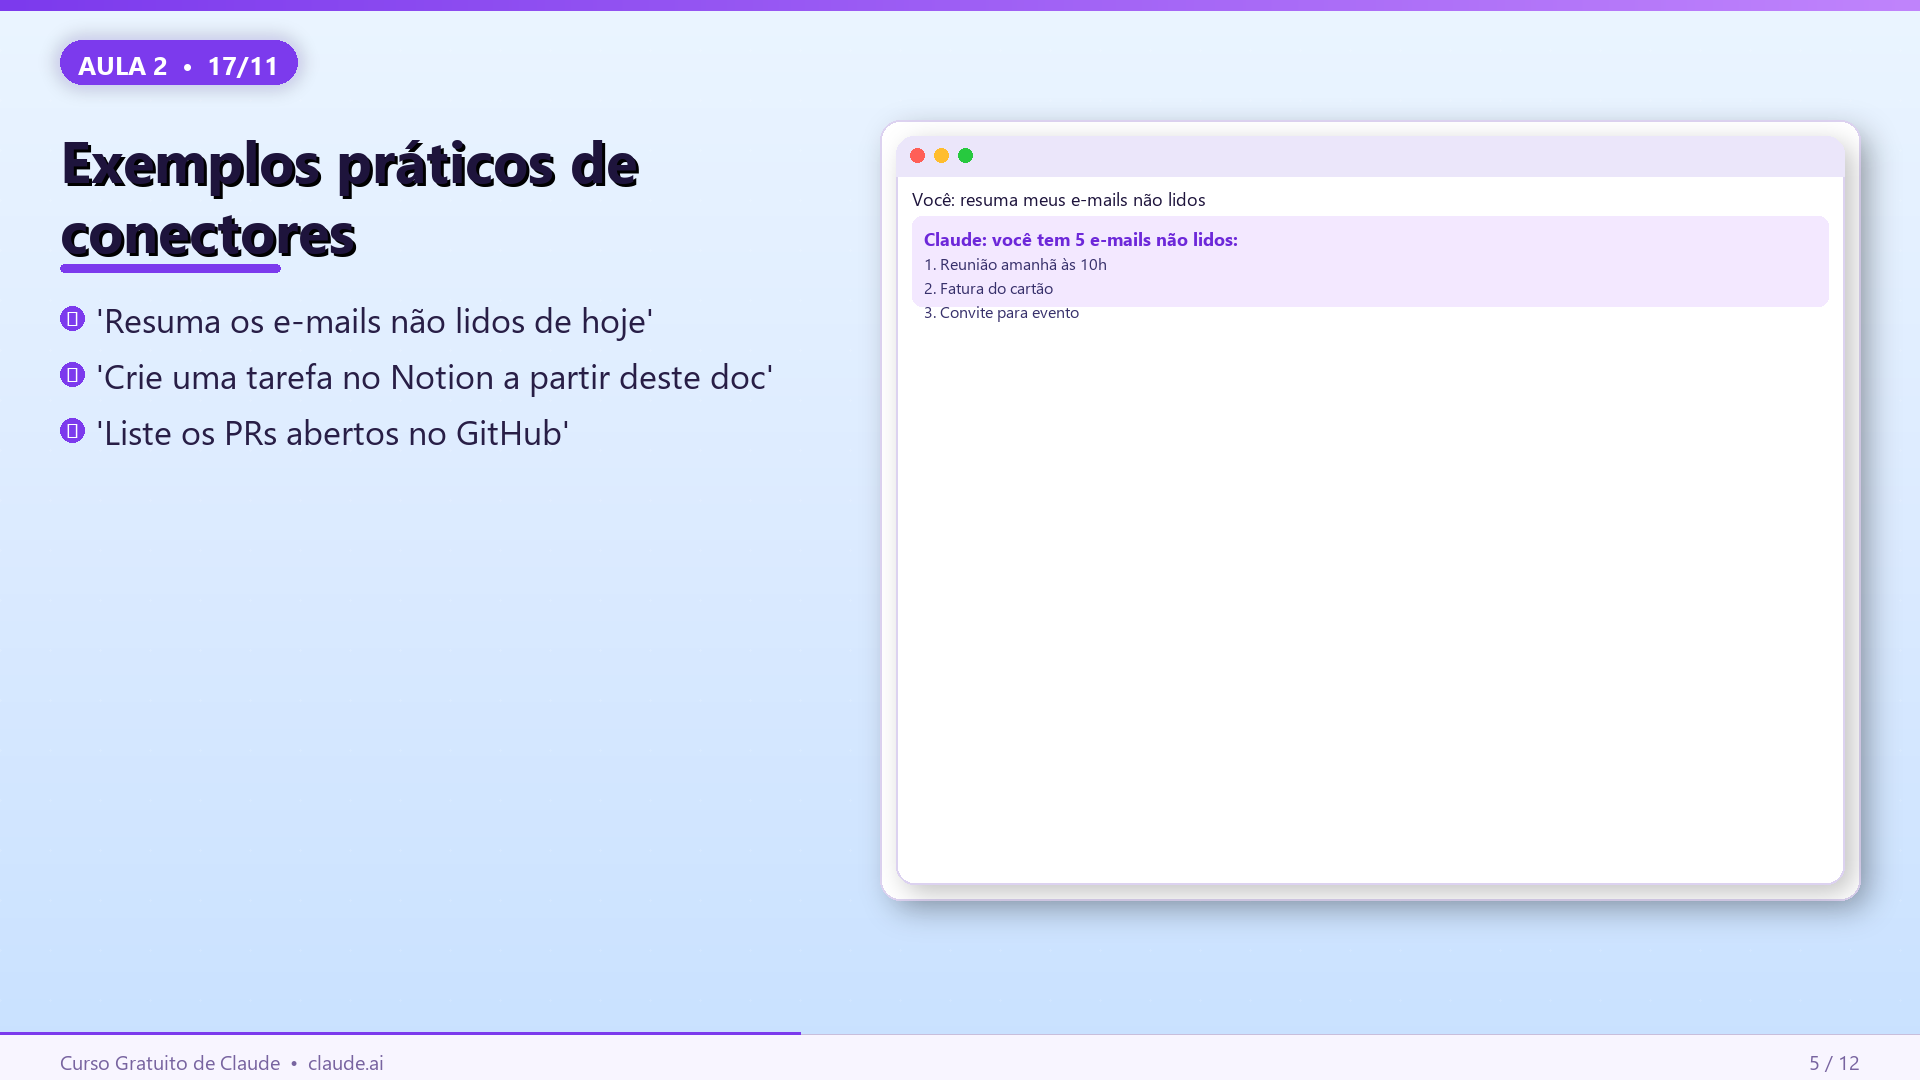 AULA 2 • 17/11
Exemplos práticos de
conectores
'Resuma os e-mails não lidos de hoje'
'Crie uma tarefa no Notion a partir deste doc'
'Liste os PRs abertos no GitHub'
Você: resuma meus e-mails não lidos
Claude: você tem 5 e-mails não lidos:
1. Reunião amanhã às 10h
2. Fatura do cartão
3. Convite para evento
Curso Gratuito de Claude • claude.ai
5 / 12